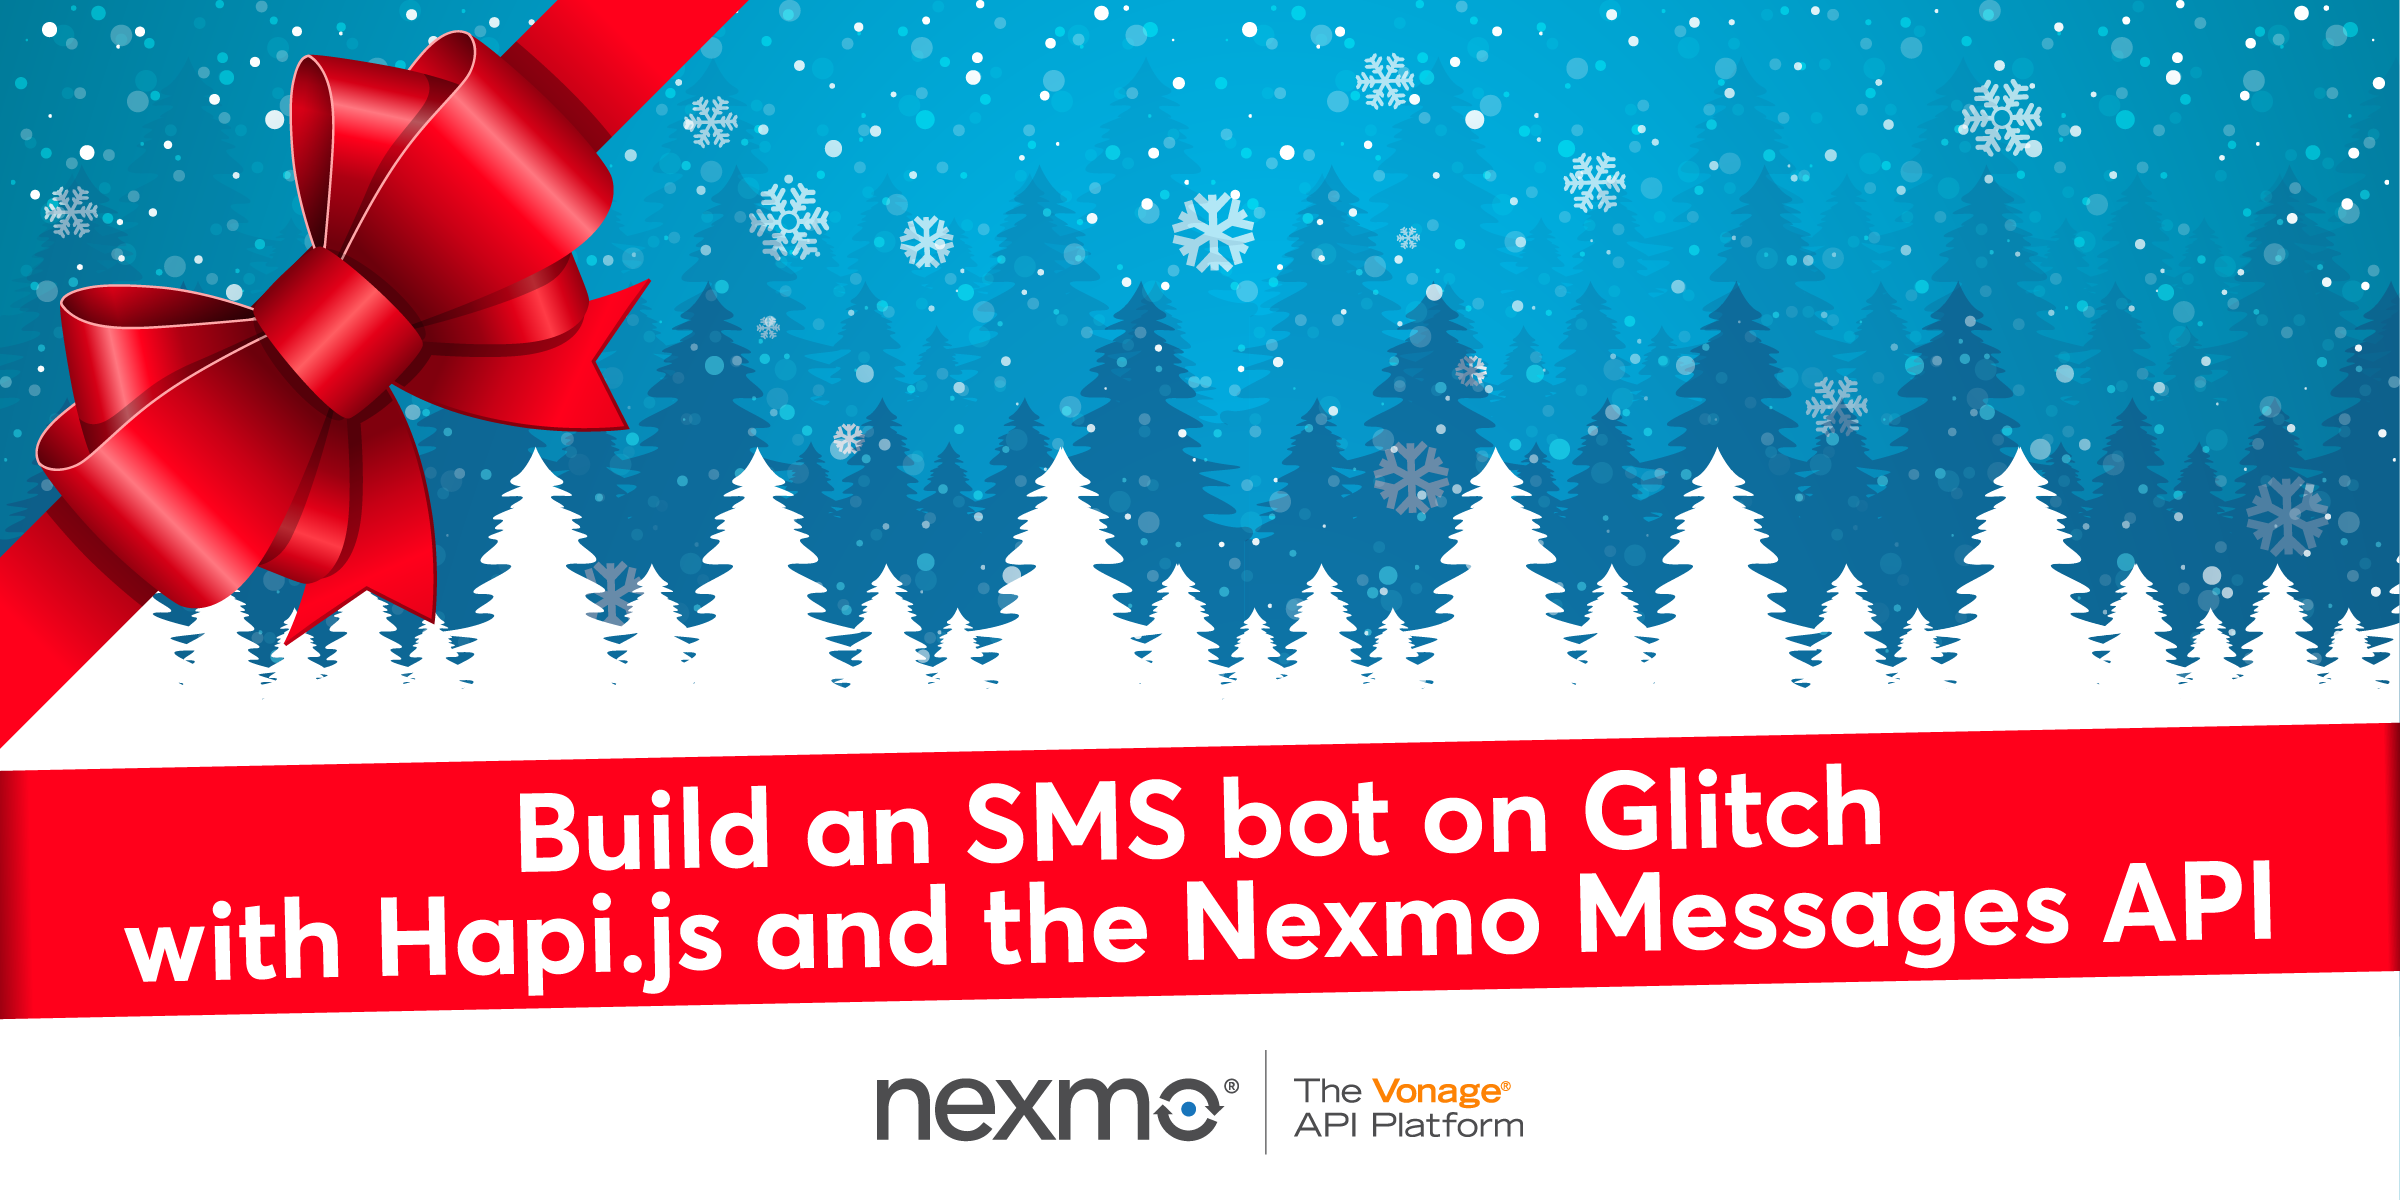 Build an SMS bot on Glitch
with Hapi.js and the Nexmo Messages API
nexmo®
The Vonage®
API Platform